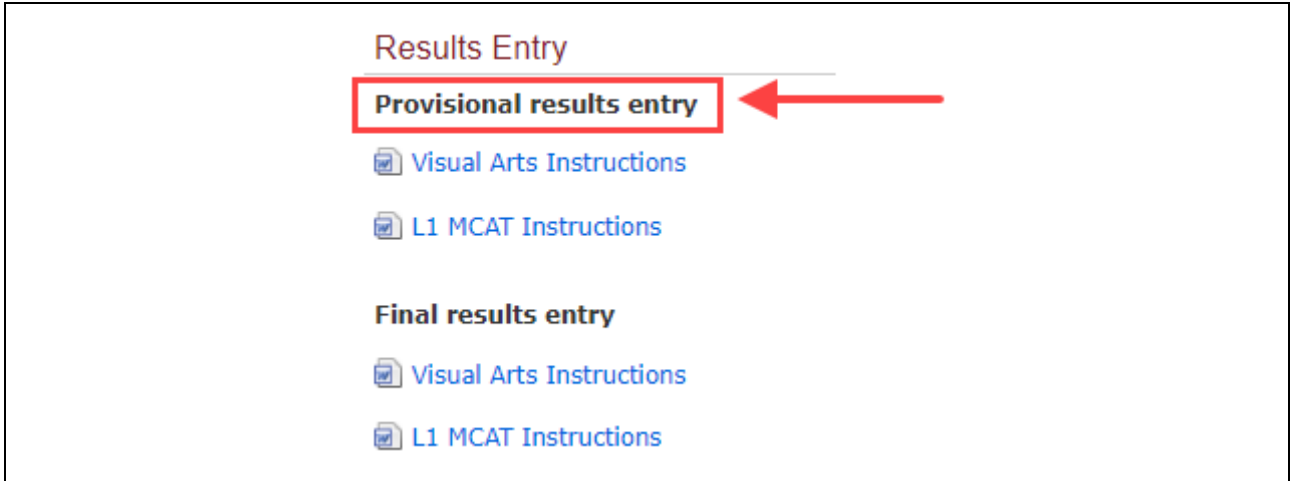 Results Entry
Provisional results entry
Visual Arts Instructions
L1 MCAT Instructions
Final results entry
Visual Arts Instructions
L1 MCAT Instructions